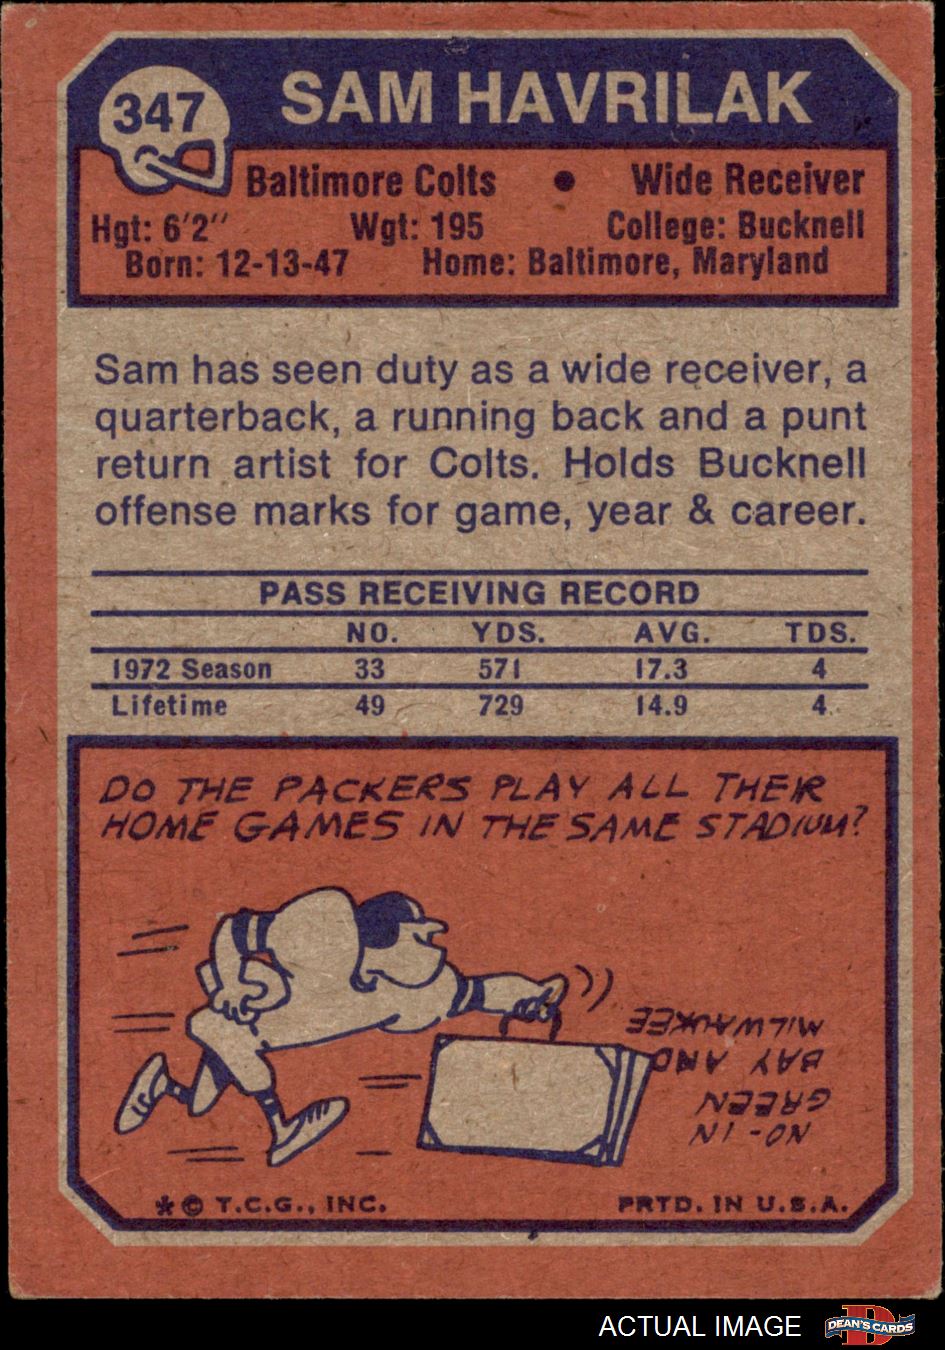 347
SAM HAVRILAK
Baltimore Colts • Wide Receiver
Hgt: 6'2" Wgt: 195 College: Bucknell
Born: 12-13-47 Home: Baltimore, Maryland
Sam has seen duty as a wide receiver, a
quarterback, a running back and a punt
return artist for Colts. Holds Bucknell
offense marks for game, year & career.
PASS RECEIVING RECORD
NO. YDS. AVG. TDS.
1972 Season 33 571 17.3 4
Lifetime 49 729 14.9 4
DO THE PACKERS PLAY ALL THEIR
HOME GAMES IN THE SAME STADIUM?
NO-IN
GREEN
BAY AND
MILWAUKEE
* © T.C.G., INC. PRTD. IN U.S.A.
ACTUAL IMAGE DEAN'S CARDS